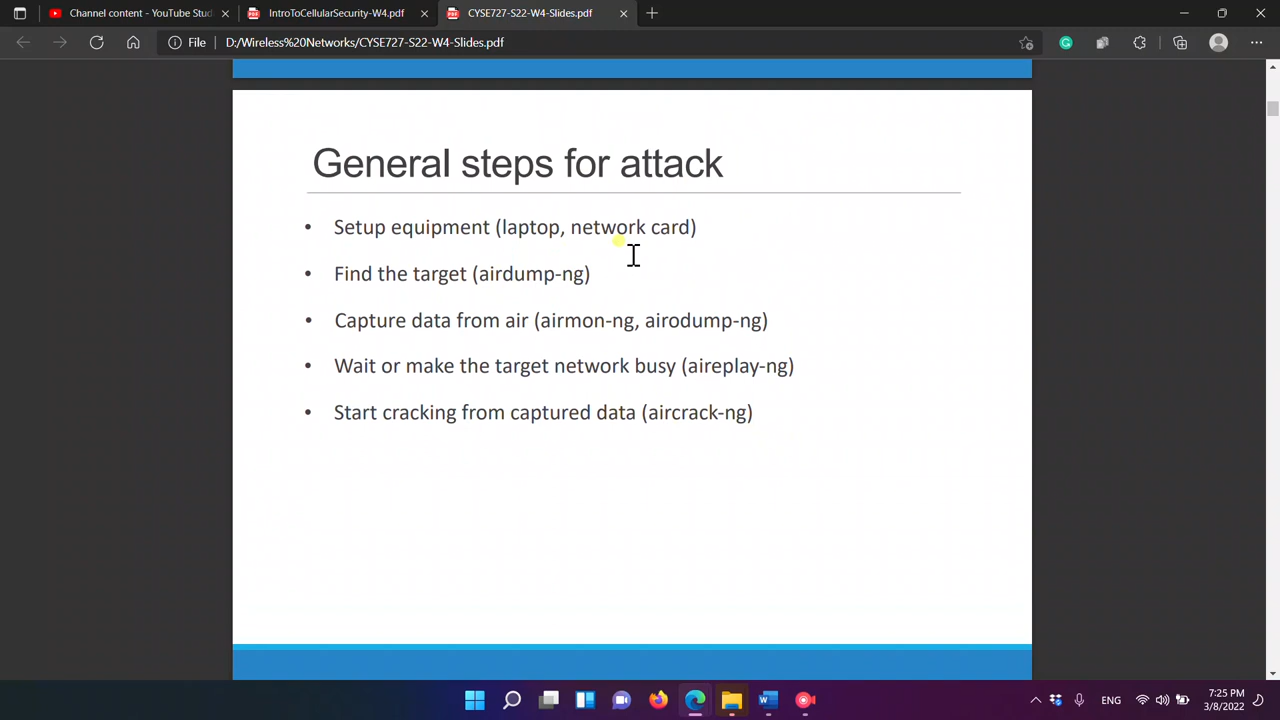 Channel content - YouTube Stud
IntroToCellularSecurity-W4.pdf
CYSE727-S22-W4-Slides.pdf
File
D:/Wireless%20Networks/CYSE727-S22-W4-Slides.pdf
General steps for attack
• Setup equipment (laptop, network card)
• Find the target (airdump-ng)
• Capture data from air (airmon-ng, airodump-ng)
• Wait or make the target network busy (aireplay-ng)
• Start cracking from captured data (aircrack-ng)
ENG
7:25 PM
3/8/2022